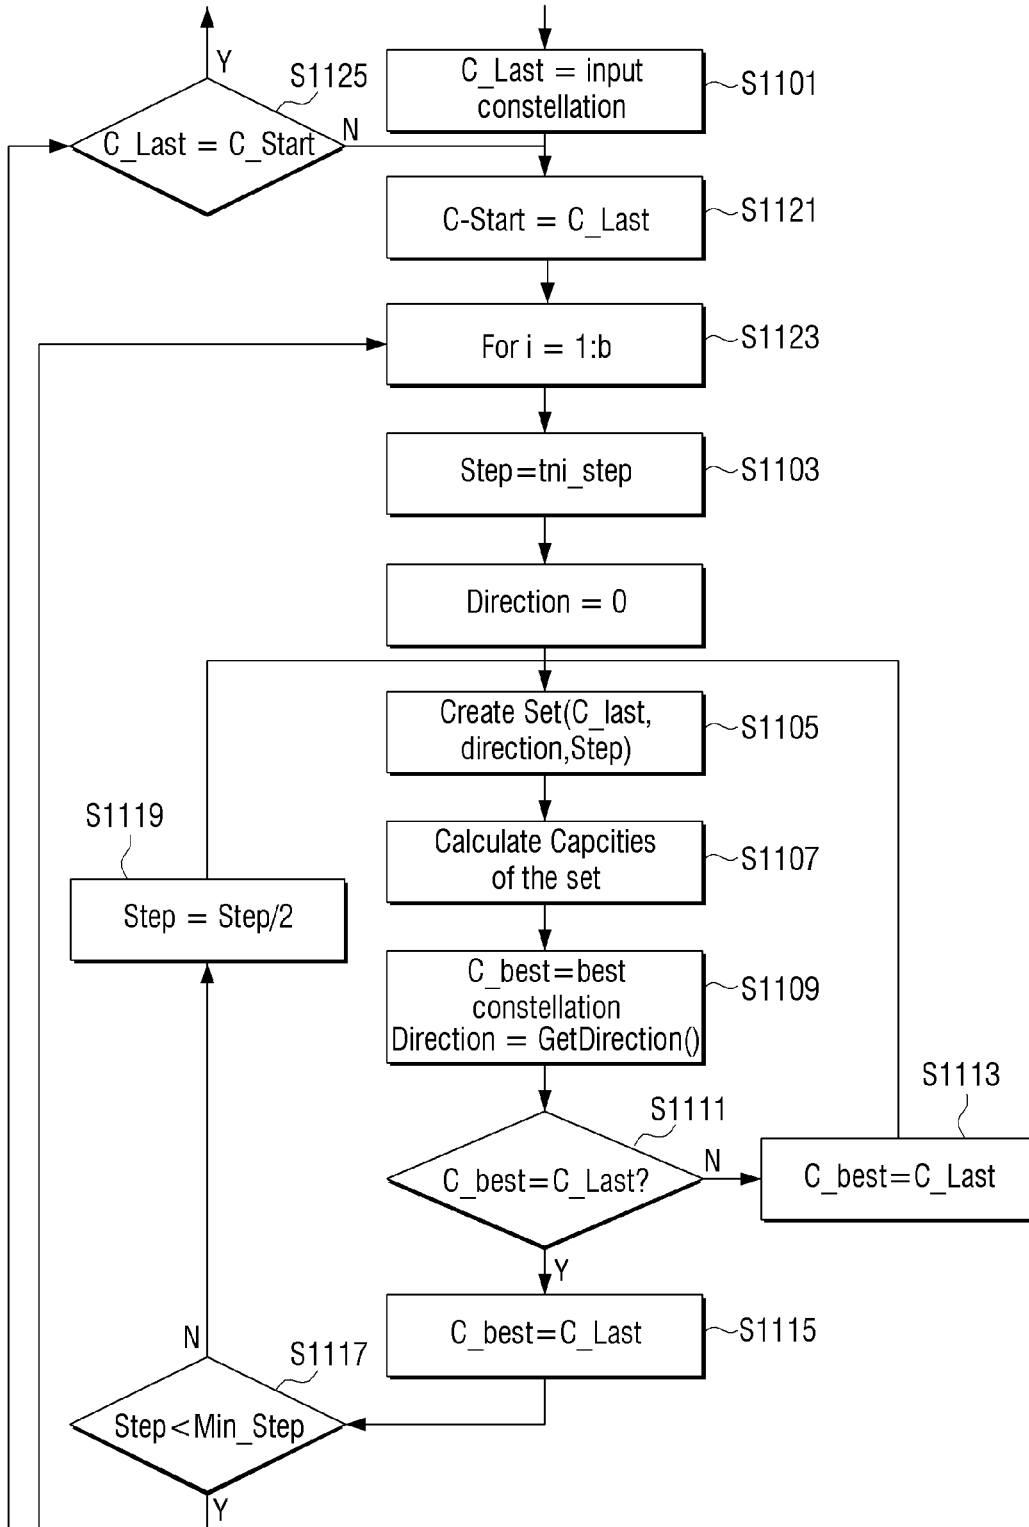 Y
S1125
C_Last = C_Start
N
C_Last = input
constellation
S1101
C-Start = C_Last
S1121
For i = 1:b
S1123
Step=tni_step
S1103
Direction = 0
Create Set(C_last,
direction,Step)
S1105
Calculate Capcities
of the set
S1107
S1119
Step = Step/2
C_best=best
constellation
Direction = GetDirection()
S1109
S1111
C_best=C_Last?
N
S1113
C_best=C_Last
Y
C_best=C_Last
S1115
N
S1117
Step<Min_Step
Y